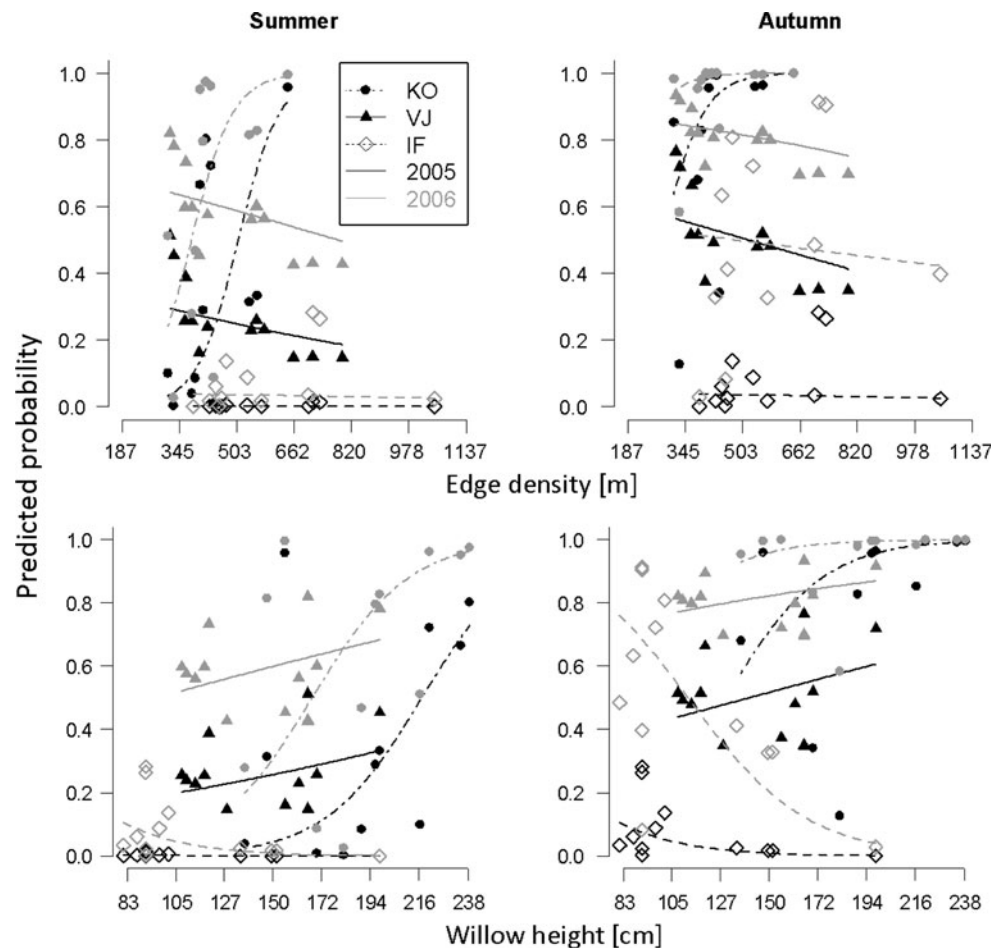 Summer
Autumn
Predicted probability
1.0
0.8
0.6
0.4
0.2
0.0
KO
VJ
IF
2005
2006
187 345 503 662 820 978 1137
1.0
0.8
0.6
0.4
0.2
0.0
187 345 503 662 820 978 1137
Edge density [m]
1.0
0.8
0.6
0.4
0.2
0.0
83 105 127 150 172 194 216 238
1.0
0.8
0.6
0.4
0.2
0.0
83 105 127 150 172 194 216 238
Willow height [cm]